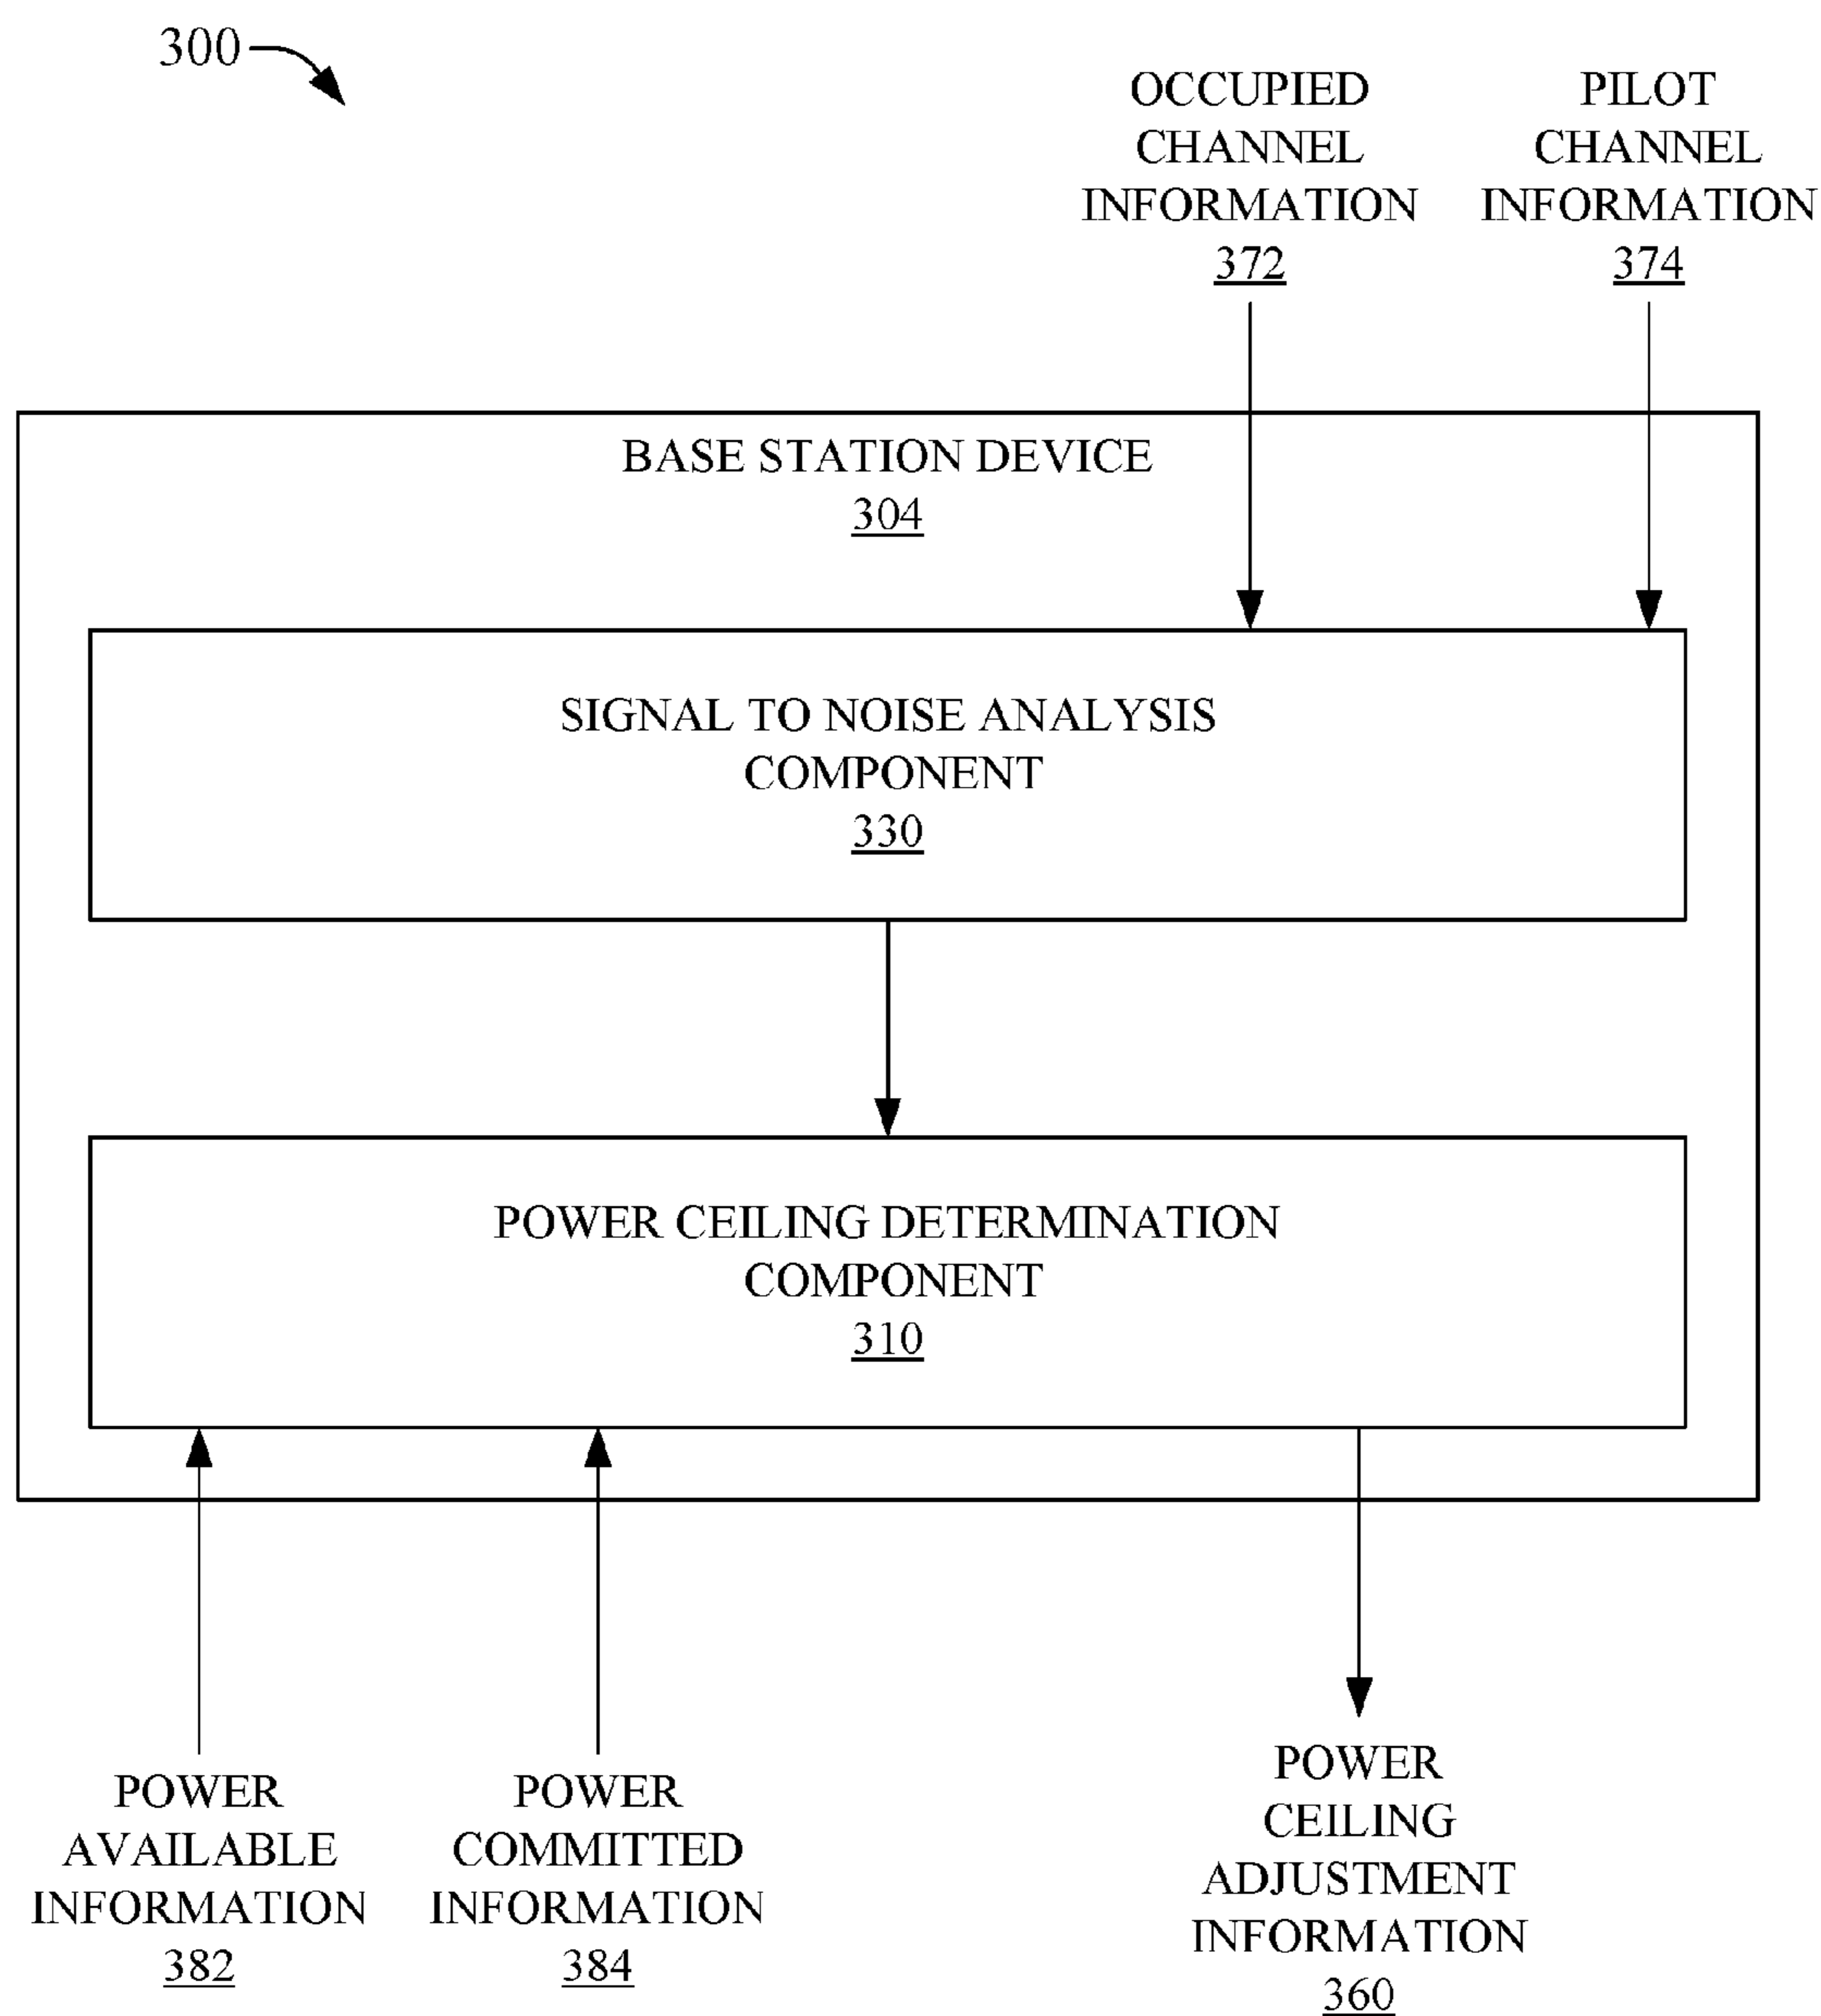 300
OCCUPIED
CHANNEL
INFORMATION
372
PILOT
CHANNEL
INFORMATION
374
BASE STATION DEVICE
304
SIGNAL TO NOISE ANALYSIS
COMPONENT
330
POWER CEILING DETERMINATION
COMPONENT
310
POWER
AVAILABLE
INFORMATION
382
POWER
COMMITTED
INFORMATION
384
POWER
CEILING
ADJUSTMENT
INFORMATION
360